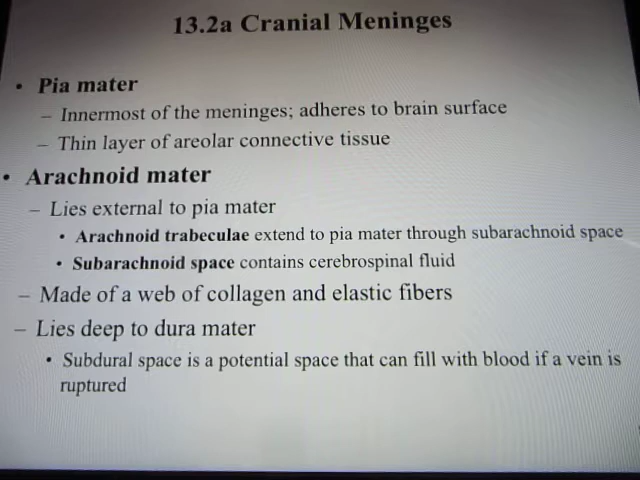 13.2a Cranial Meninges
• Pia mater
– Innermost of the meninges; adheres to brain surface
– Thin layer of areolar connective tissue
• Arachnoid mater
– Lies external to pia mater
• Arachnoid trabeculae extend to pia mater through subarachnoid space
• Subarachnoid space contains cerebrospinal fluid
– Made of a web of collagen and elastic fibers
– Lies deep to dura mater
• Subdural space is a potential space that can fill with blood if a vein is
ruptured